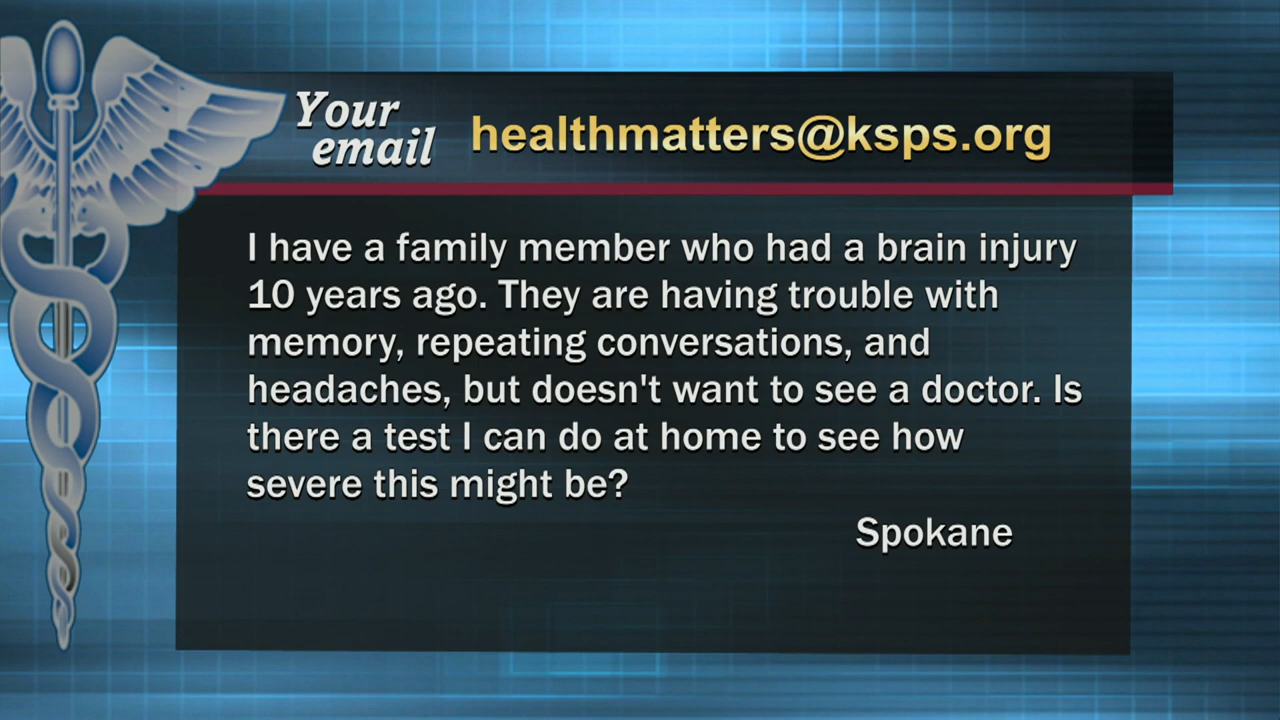 Your
email
healthmatters@ksps.org
I have a family member who had a brain injury
10 years ago. They are having trouble with
memory, repeating conversations, and
headaches, but doesn't want to see a doctor. Is
there a test I can do at home to see how
severe this might be?
Spokane